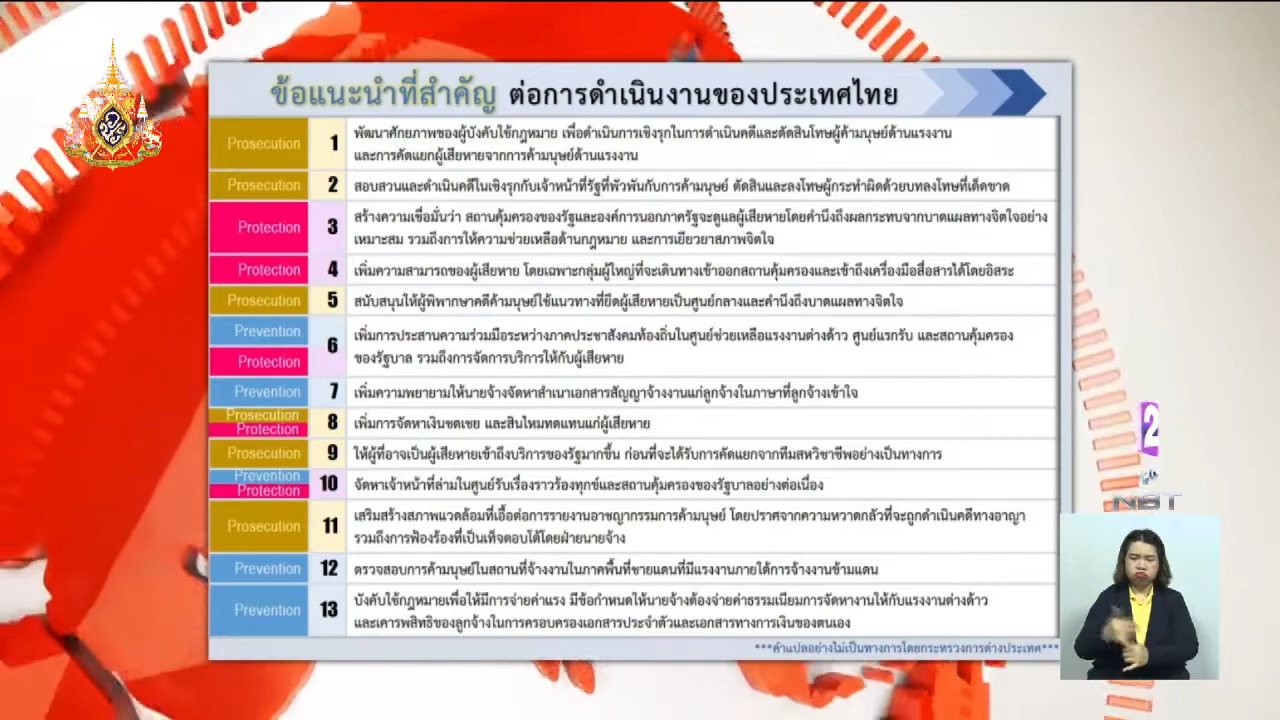 ข้อแนะนำที่สำคัญ ต่อการดำเนินงานของประเทศไทย
Prosecution 1 พัฒนาศักยภาพของผู้บังคับใช้กฎหมาย เพื่อดำเนินการเชิงรุกในการดำเนินคดีและตัดสินโทษผู้ค้ามนุษย์ด้านแรงงาน
และการคัดแยกผู้เสียหายจากการค้ามนุษย์ด้านแรงงาน
Prosecution 2 สอบสวนและดำเนินคดีในเชิงรุกกับเจ้าหน้าที่รัฐที่พัวพันกับการค้ามนุษย์ ตัดสินและลงโทษผู้กระทำผิดด้วยบทลงโทษที่เด็ดขาด
Protection 3 สร้างความเชื่อมั่นว่า สถานคุ้มครองของรัฐและองค์การนอกภาครัฐจะดูแลผู้เสียหายโดยคำนึงถึงผลกระทบจากบาดแผลทางจิตใจอย่าง
เหมาะสม รวมถึงการให้ความช่วยเหลือด้านกฎหมาย และการเยียวยาสภาพจิตใจ
Protection 4 เพิ่มความสามารถของผู้เสียหาย โดยเฉพาะกลุ่มผู้ใหญ่ที่จะเดินทางเข้าออกสถานคุ้มครองและเข้าถึงเครื่องมือสื่อสารได้โดยอิสระ
Prosecution 5 สนับสนุนให้ผู้พิพากษาคดีค้ามนุษย์ใช้แนวทางที่ยึดผู้เสียหายเป็นศูนย์กลางและคำนึงถึงบาดแผลทางจิตใจ
Prevention
Protection 6 เพิ่มการประสานความร่วมมือระหว่างภาคประชาสังคมท้องถิ่นในศูนย์ช่วยเหลือแรงงานต่างด้าว ศูนย์แรกรับ และสถานคุ้มครอง
ของรัฐบาล รวมถึงการจัดการบริการให้กับผู้เสียหาย
Prevention 7 เพิ่มความพยายามให้นายจ้างจัดหาสำเนาเอกสารสัญญาจ้างงานแก่ลูกจ้างในภาษาที่ลูกจ้างเข้าใจ
Prosecution
Protection 8 เพิ่มการจัดหาเงินชดเชย และสินไหมทดแทนแก่ผู้เสียหาย
Prosecution 9 ให้ผู้ที่อาจเป็นผู้เสียหายเข้าถึงบริการของรัฐมากขึ้น ก่อนที่จะได้รับการคัดแยกจากทีมสหวิชาชีพอย่างเป็นทางการ
Prevention
Protection 10 จัดหาเจ้าหน้าที่ล่ามในศูนย์รับเรื่องราวร้องทุกข์และสถานคุ้มครองของรัฐบาลอย่างต่อเนื่อง
Prosecution 11 เสริมสร้างสภาพแวดล้อมที่เอื้อต่อการรายงานอาชญากรรมการค้ามนุษย์ โดยปราศจากความหวาดกลัวที่จะถูกดำเนินคดีทางอาญา
รวมถึงการฟ้องร้องที่เป็นเท็จตอบโต้โดยฝ่ายนายจ้าง
Prevention 12 ตรวจสอบการค้ามนุษย์ในสถานที่จ้างงานในภาคพื้นที่ชายแดนที่มีแรงงานภายใต้การจ้างงานข้ามแดน
Prevention 13 บังคับใช้กฎหมายเพื่อให้มีการจ่ายค่าแรง มีข้อกำหนดให้นายจ้างต้องจ่ายค่าธรรมเนียมการจัดหางานให้กับแรงงานต่างด้าว
และเคารพสิทธิของลูกจ้างในการครอบครองเอกสารประจำตัวและเอกสารทางการเงินของตนเอง
***คำแปลอย่างไม่เป็นทางการโดยกระทรวงการต่างประเทศ***
2
NBT